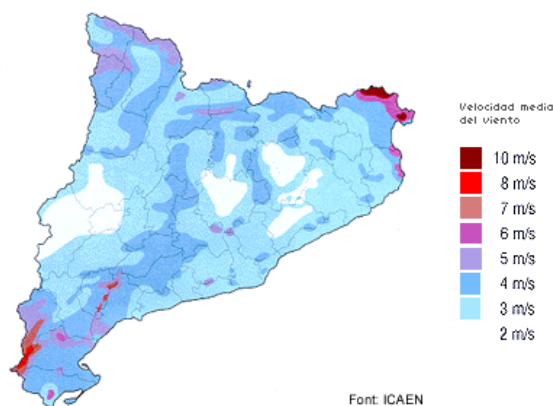 Velocidad media
del viento
10 m/s
8 m/s
7 m/s
6 m/s
5 m/s
4 m/s
3 m/s
2 m/s
Font: ICAEN